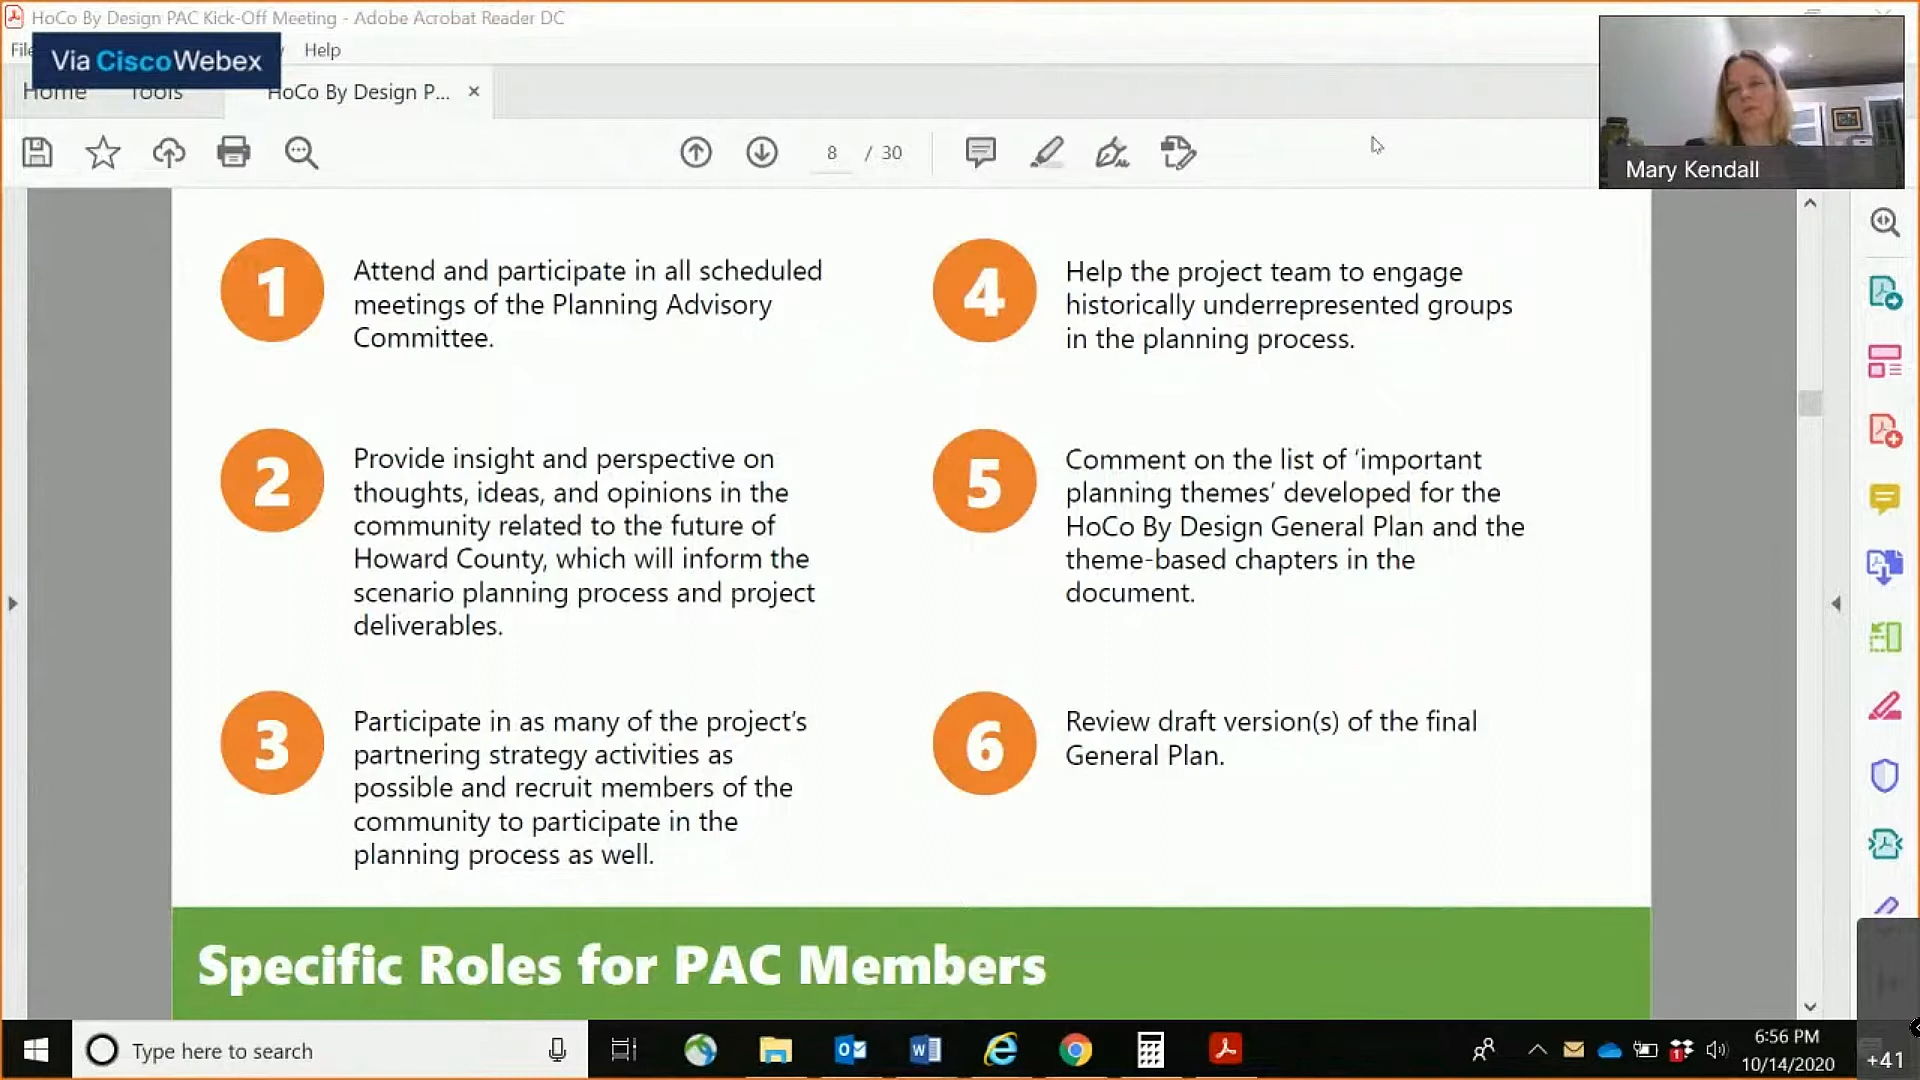 HoCo By Design PAC Kick-Off Meeting - Adobe Acrobat Reader DC
Help
Via CiscoWebex
Home Tools HoCo By Design P... ×
8 / 30
Mary Kendall
1
Attend and participate in all scheduled
meetings of the Planning Advisory
Committee.
2
Provide insight and perspective on
thoughts, ideas, and opinions in the
community related to the future of
Howard County, which will inform the
scenario planning process and project
deliverables.
3
Participate in as many of the project’s
partnering strategy activities as
possible and recruit members of the
community to participate in the
planning process as well.
4
Help the project team to engage
historically underrepresented groups
in the planning process.
5
Comment on the list of ‘important
planning themes’ developed for the
HoCo By Design General Plan and the
theme-based chapters in the
document.
6
Review draft version(s) of the final
General Plan.
Specific Roles for PAC Members
Type here to search
6:56 PM
10/14/2020
+41